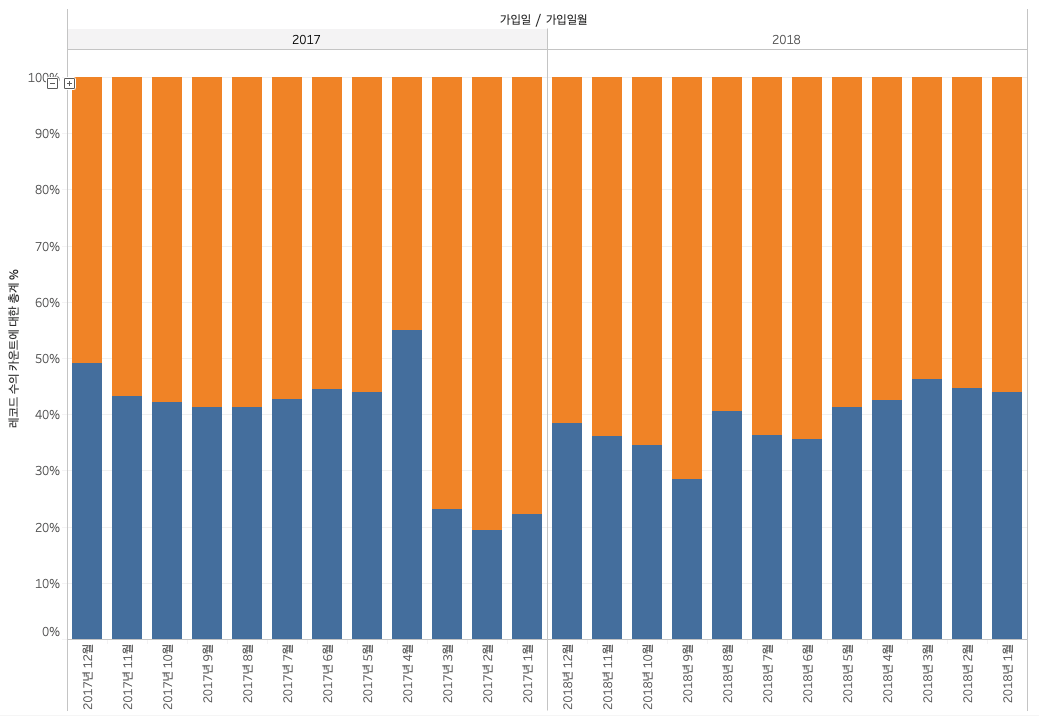 가입일 / 가입일월
2017
2018
100%
90%
80%
70%
60%
50%
40%
30%
20%
10%
0%
레코드 수의 카운트에 대한 총계 %
2017년 12월
2017년 11월
2017년 10월
2017년 9월
2017년 8월
2017년 7월
2017년 6월
2017년 5월
2017년 4월
2017년 3월
2017년 2월
2017년 1월
2018년 12월
2018년 11월
2018년 10월
2018년 9월
2018년 8월
2018년 7월
2018년 6월
2018년 5월
2018년 4월
2018년 3월
2018년 2월
2018년 1월